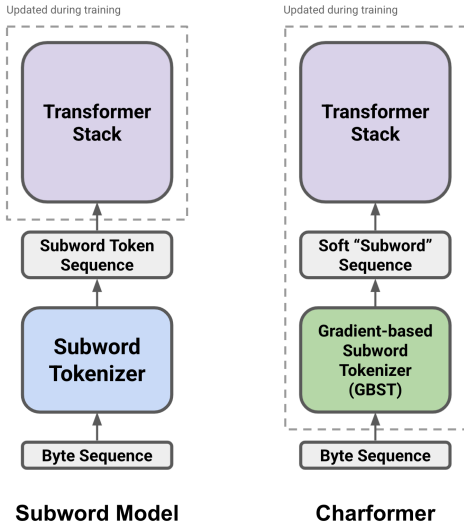 Updated during training
Transformer
Stack
Subword Token
Sequence
Subword
Tokenizer
Byte Sequence
Subword Model
Updated during training
Transformer
Stack
Soft “Subword”
Sequence
Gradient-based
Subword
Tokenizer
(GBST)
Byte Sequence
Charformer